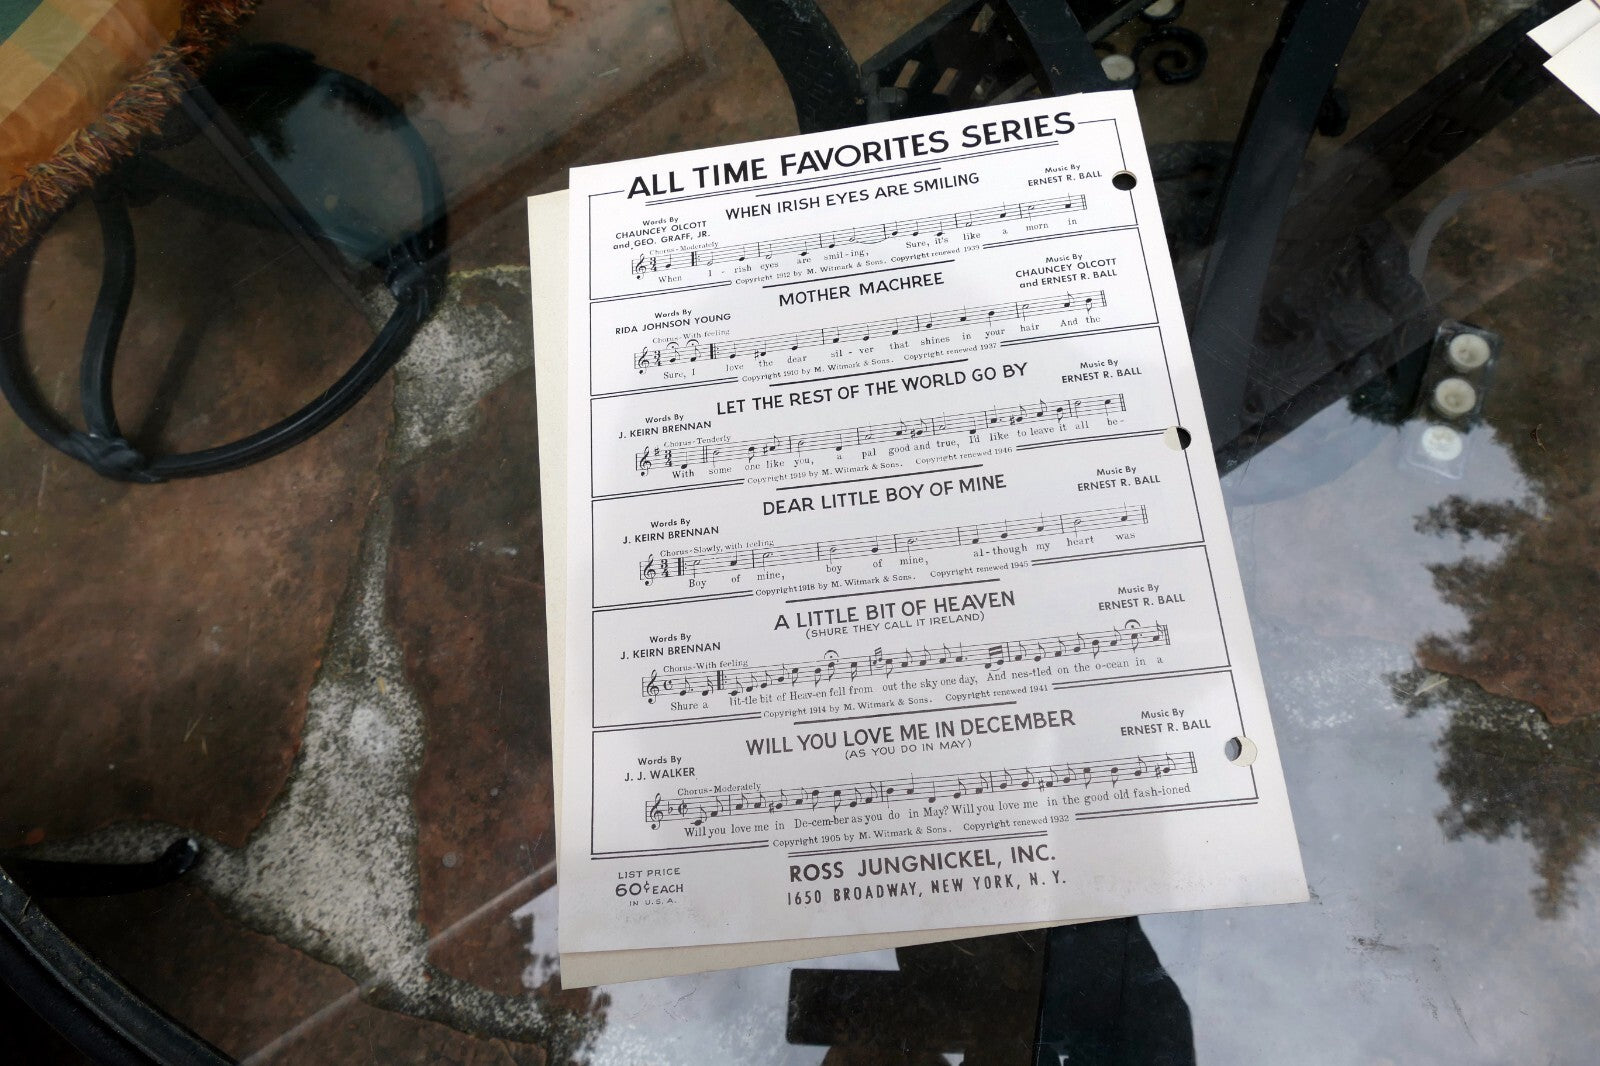 ALL TIME FAVORITES SERIES
WHEN IRISH EYES ARE SMILING
Words By
CHAUNCEY OLCOTT
and GEO. GRAFF, JR.
Music By
ERNEST R. BALL
Chorus-Moderately
When I - rish eyes are smil-ing, Sure, it's like a morn in
Copyright 1912 by M. Witmark & Sons. Copyright renewed 1939
MOTHER MACHREE
Words By
RIDA JOHNSON YOUNG
Music By
CHAUNCEY OLCOTT
and ERNEST R. BALL
Chorus-With feeling
Sure, I love the dear sil - ver that shines in your hair And the
Copyright 1910 by M. Witmark & Sons. Copyright renewed 1937
LET THE REST OF THE WORLD GO BY
Words By
J. KEIRN BRENNAN
Music By
ERNEST R. BALL
Chorus-Tenderly
With some one like you, a pal good and true, I'd like to leave it all be-
Copyright 1919 by M. Witmark & Sons. Copyright renewed 1946
DEAR LITTLE BOY OF MINE
Words By
J. KEIRN BRENNAN
Music By
ERNEST R. BALL
Chorus-Slowly, with feeling
Boy of mine, boy of mine, al-though my heart was
Copyright 1918 by M. Witmark & Sons. Copyright renewed 1945
A LITTLE BIT OF HEAVEN
(SHURE THEY CALL IT IRELAND)
Words By
J. KEIRN BRENNAN
Music By
ERNEST R. BALL
Chorus-With feeling
Shure a lit-tle bit of Heav-en fell from out the sky one day, And nes-tled on the o-cean in a
Copyright 1914 by M. Witmark & Sons. Copyright renewed 1941
WILL YOU LOVE ME IN DECEMBER
(AS YOU DO IN MAY)
Words By
J. J. WALKER
Music By
ERNEST R. BALL
Chorus-Moderately
Will you love me in De-cem-ber as you do in May? Will you love me in the good old fash-ioned
Copyright 1905 by M. Witmark & Sons. Copyright renewed 1932
LIST PRICE
60¢ EACH
IN U.S.A.
ROSS JUNGNICKEL, INC.
1650 BROADWAY, NEW YORK, N. Y.